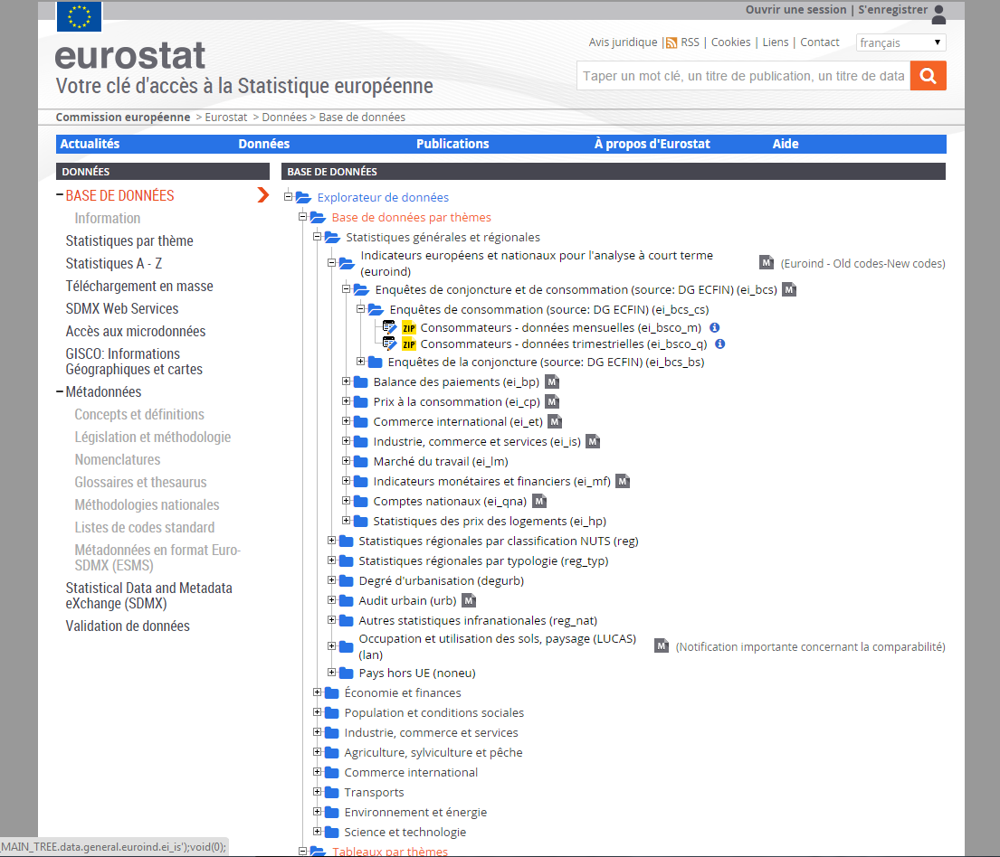 Ouvrir une session | S'enregistrer
Avis juridique | RSS | Cookies | Liens | Contact
français
eurostat
Taper un mot clé, un titre de publication, un titre de data
Votre clé d'accès à la Statistique européenne
Commission européenne > Eurostat > Données > Base de données
Actualités Données Publications À propos d'Eurostat Aide
DONNÉES
BASE DE DONNÉES
Information
Statistiques par thème
Statistiques A - Z
Téléchargement en masse
SDMX Web Services
Accès aux microdonnées
GISCO: Informations
Géographiques et cartes
Métadonnées
Concepts et définitions
Législation et méthodologie
Nomenclatures
Glossaires et thesaurus
Méthodologies nationales
Listes de codes standard
Métadonnées en format Euro-
SDMX (ESMS)
Statistical Data and Metadata
eXchange (SDMX)
Validation de données
BASE DE DONNÉES
Explorateur de données
Base de données par thèmes
Statistiques générales et régionales
Indicateurs européens et nationaux pour l'analyse à court terme
(euroind)
M (Euroind - Old codes-New codes)
Enquêtes de conjoncture et de consommation (source: DG ECFIN) (ei_bcs) M
Enquêtes de consommation (source: DG ECFIN) (ei_bcs_cs)
ZIP Consommateurs - données mensuelles (ei_bsco_m) i
ZIP Consommateurs - données trimestrielles (ei_bsco_q) i
Enquêtes de la conjoncture (source: DG ECFIN) (ei_bcs_bs)
Balance des paiements (ei_bp) M
Prix à la consommation (ei_cp) M
Commerce international (ei_et) M
Industrie, commerce et services (ei_is) M
Marché du travail (ei_lm)
Indicateurs monétaires et financiers (ei_mf) M
Comptes nationaux (ei_qna) M
Statistiques des prix des logements (ei_hp)
Statistiques régionales par classification NUTS (reg)
Statistiques régionales par typologie (reg_typ)
Degré d'urbanisation (degurb)
Audit urbain (urb) M
Autres statistiques infranationales (reg_nat)
Occupation et utilisation des sols, paysage (LUCAS)
(lan)
M (Notification importante concernant la comparabilité)
Pays hors UE (noneu)
Économie et finances
Population et conditions sociales
Industrie, commerce et services
Agriculture, sylviculture et pêche
Commerce international
Transports
Environnement et énergie
Science et technologie
Tableaux par thèmes
_MAIN_TREE.data.general.euroind.ei_is');void(0);